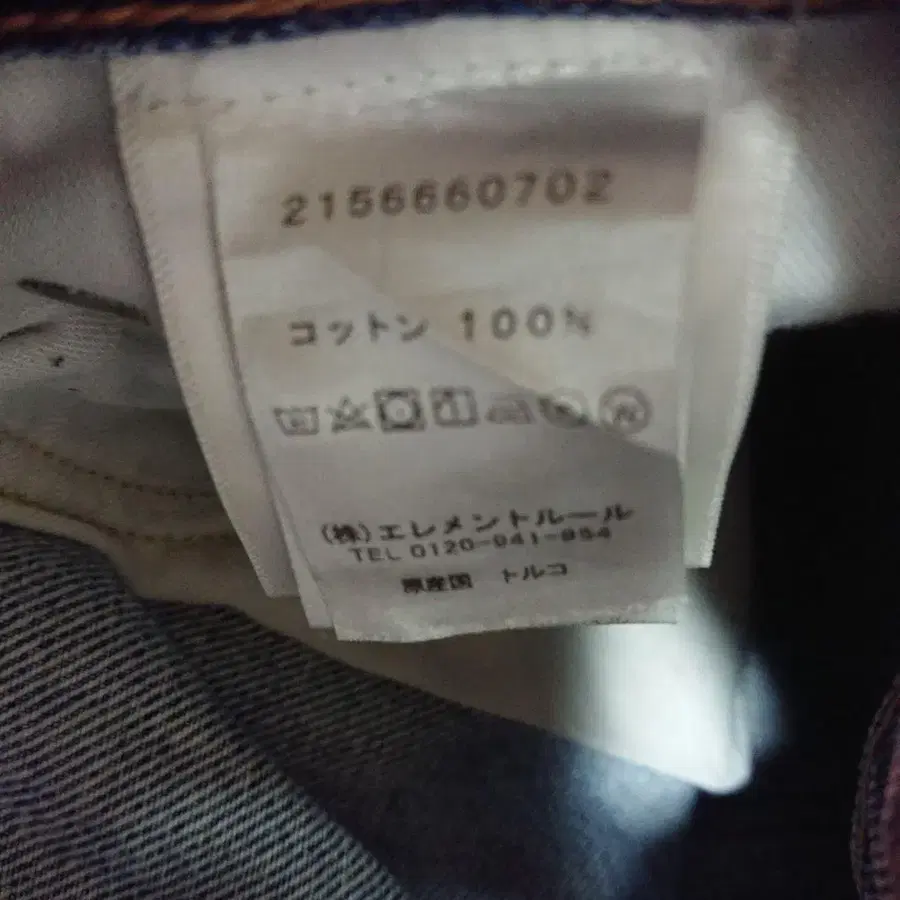 2156660702
コットン 100%
(株)エレメントルール
TEL 0120-941-954
原産国 トルコ